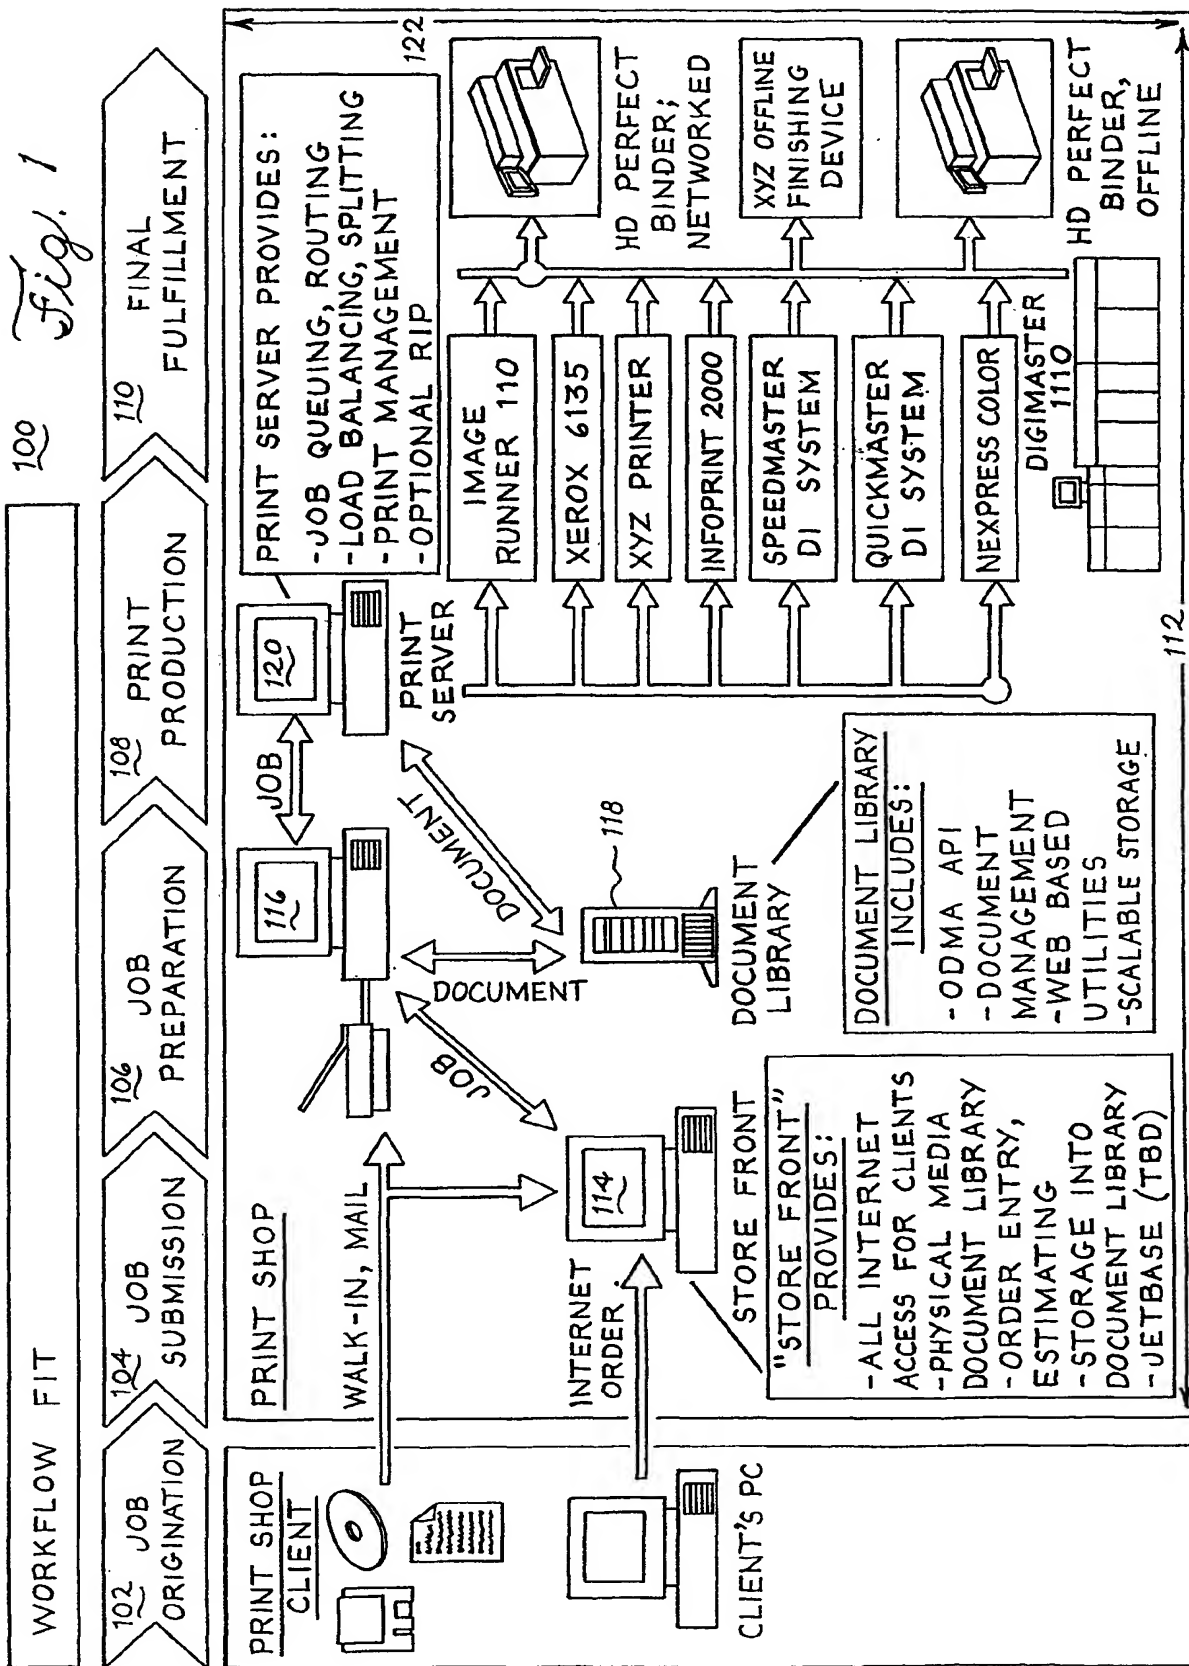 100
Fig. 1
WORKFLOW FIT
102 JOB
ORIGINATION
104 JOB
SUBMISSION
106 JOB
PREPARATION
108 PRINT
PRODUCTION
110 FINAL
FULFILLMENT
PRINT SHOP
CLIENT
CLIENT'S PC
PRINT SHOP
WALK-IN, MAIL
INTERNET
ORDER
114
STORE FRONT
"STORE FRONT"
PROVIDES:
-ALL INTERNET
ACCESS FOR CLIENTS
-PHYSICAL MEDIA
DOCUMENT LIBRARY
-ORDER ENTRY,
ESTIMATING
-STORAGE INTO
DOCUMENT LIBRARY
-JETBASE (TBD)
116
JOB
DOCUMENT
JOB
DOCUMENT
118
DOCUMENT
LIBRARY
DOCUMENT LIBRARY
INCLUDES:
-ODMA API
-DOCUMENT
MANAGEMENT
-WEB BASED
UTILITIES
-SCALABLE STORAGE
120
PRINT
SERVER
PRINT SERVER PROVIDES:
-JOB QUEUING, ROUTING
-LOAD BALANCING, SPLITTING
-PRINT MANAGEMENT
-OPTIONAL RIP
122
IMAGE
RUNNER 110
XEROX 6135
XYZ PRINTER
INFOPRINT 2000
SPEEDMASTER
DI SYSTEM
QUICKMASTER
DI SYSTEM
NEXPRESS COLOR
DIGIMASTER
1110
HD PERFECT
BINDER;
NETWORKED
XYZ OFFLINE
FINISHING
DEVICE
HD PERFECT
BINDER,
OFFLINE
112